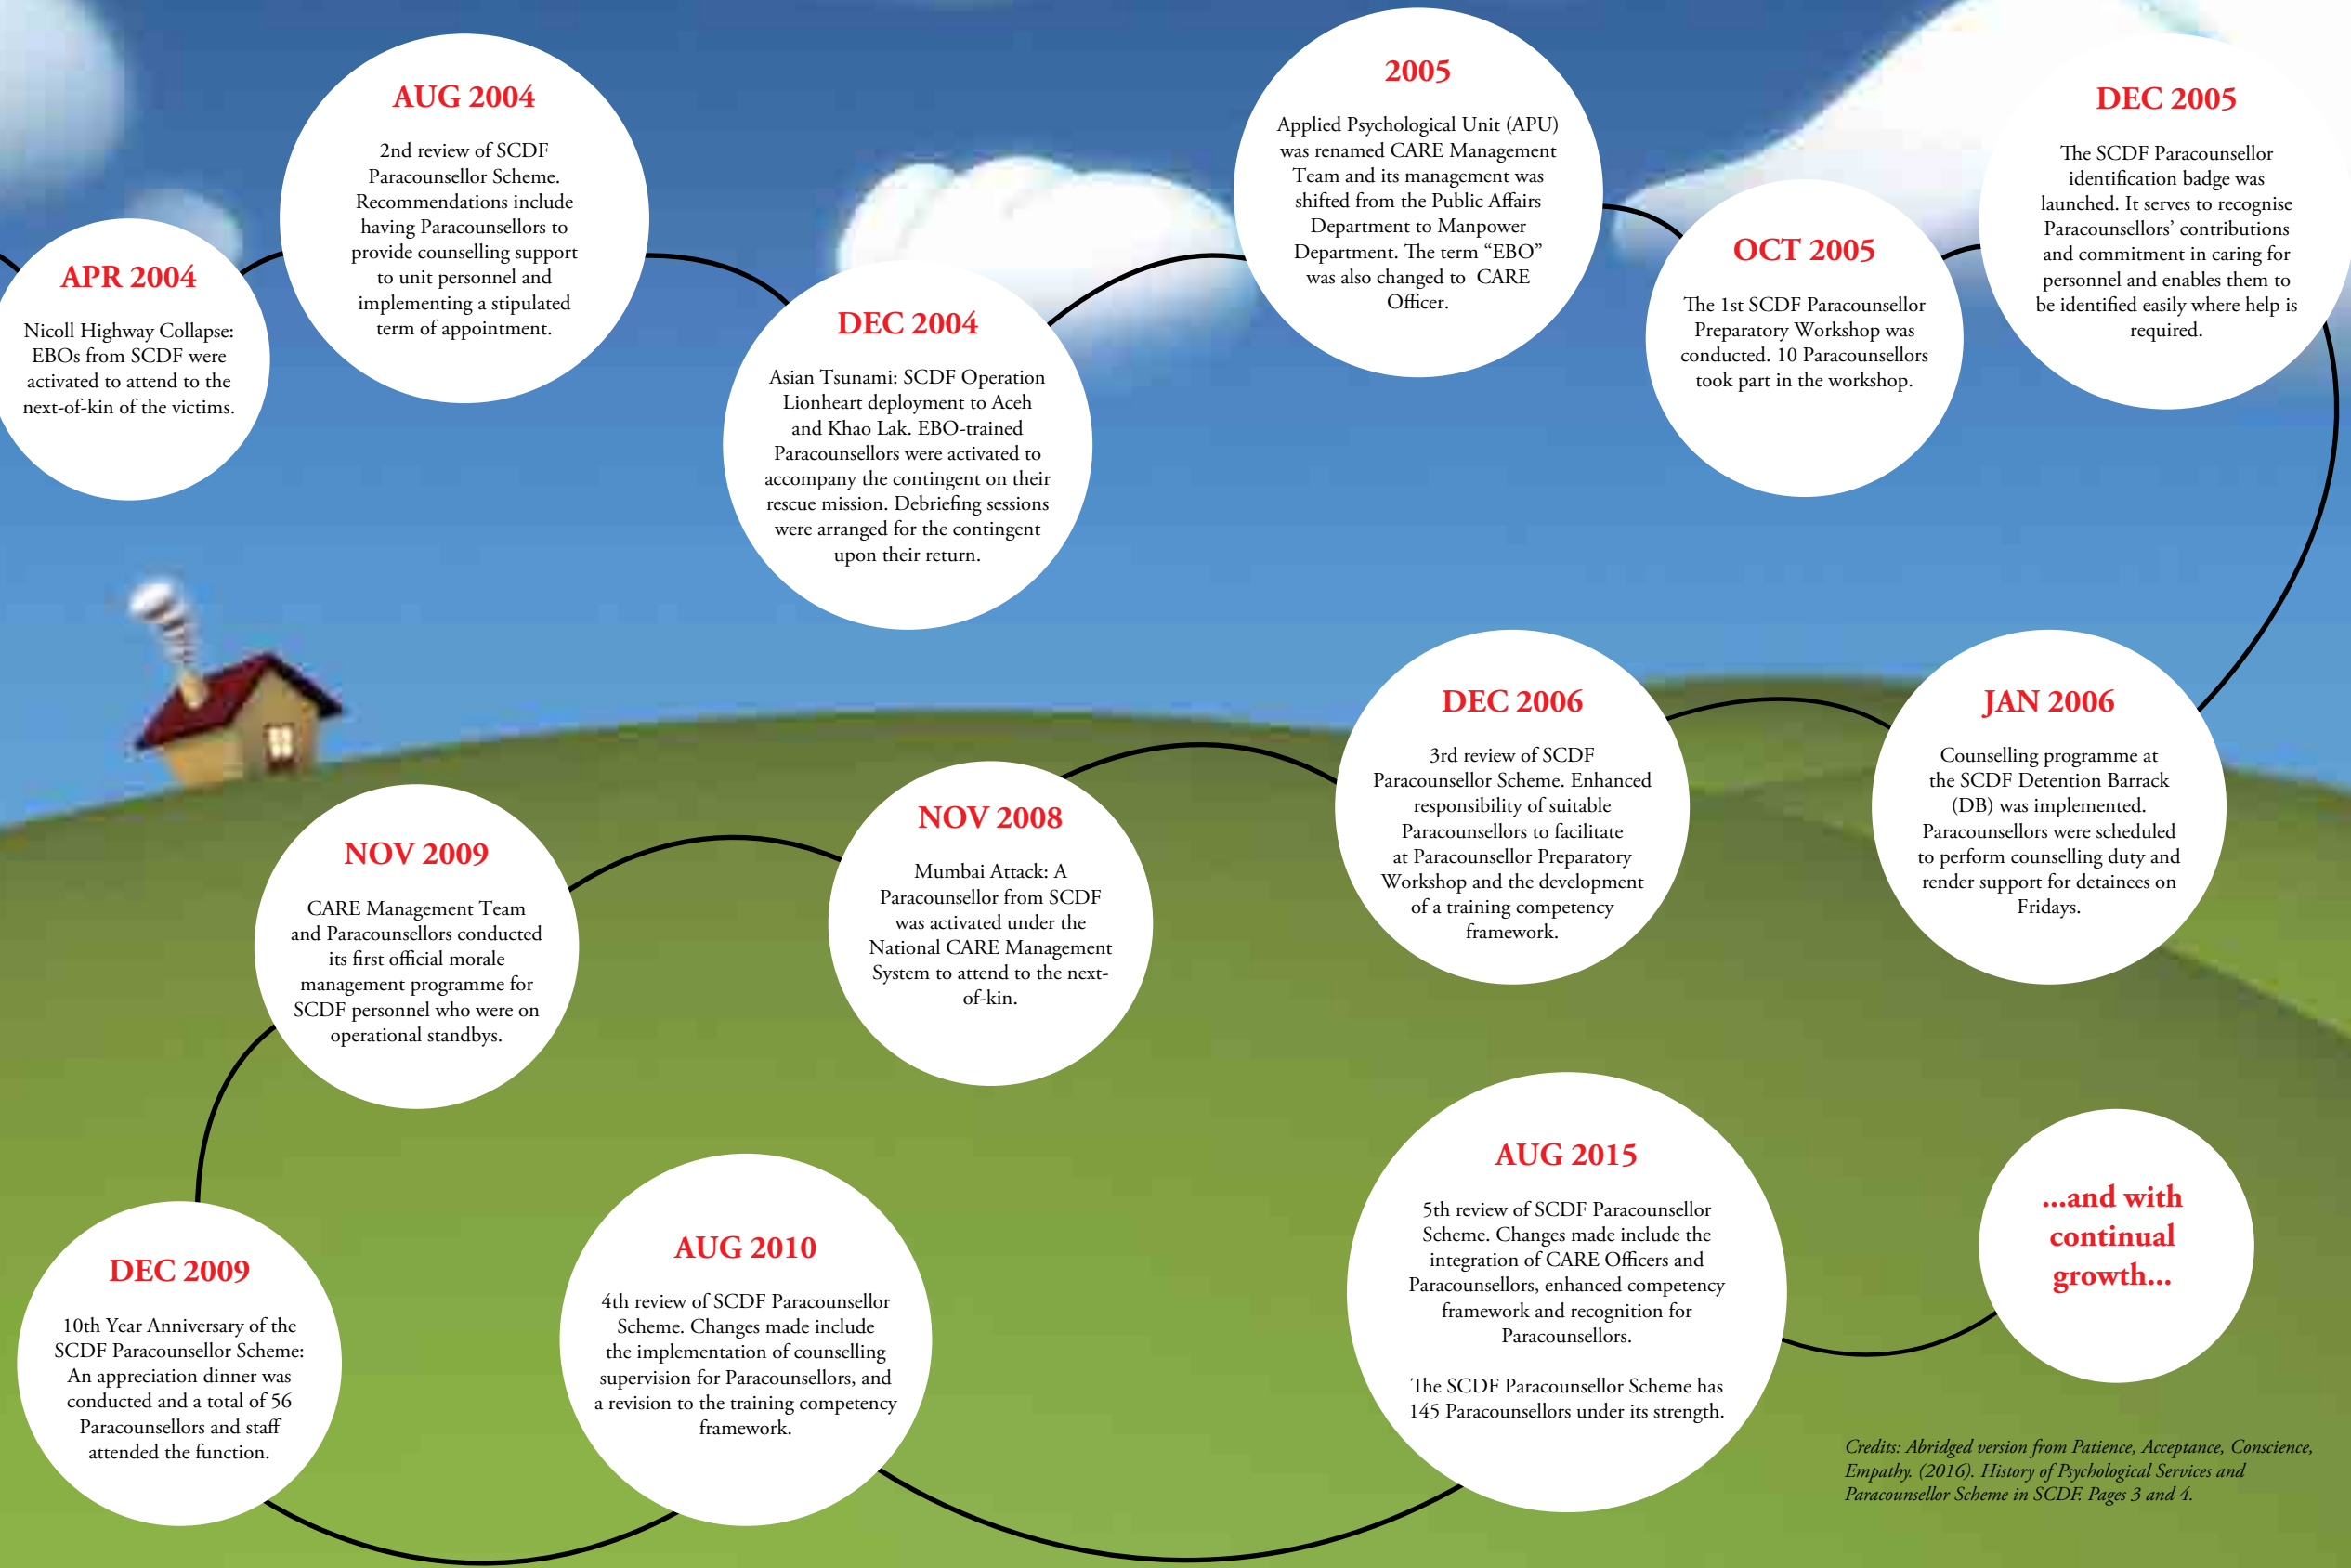 APR 2004
Nicoll Highway Collapse:
EBOs from SCDF were
activated to attend to the
next-of-kin of the victims.
AUG 2004
2nd review of SCDF
Paracounsellor Scheme.
Recommendations include
having Paracounsellors to
provide counselling support
to unit personnel and
implementing a stipulated
term of appointment.
DEC 2004
Asian Tsunami: SCDF Operation
Lionheart deployment to Aceh
and Khao Lak. EBO-trained
Paracounsellors were activated to
accompany the contingent on their
rescue mission. Debriefing sessions
were arranged for the contingent
upon their return.
2005
Applied Psychological Unit (APU)
was renamed CARE Management
Team and its management was
shifted from the Public Affairs
Department to Manpower
Department. The term “EBO”
was also changed to CARE
Officer.
OCT 2005
The 1st SCDF Paracounsellor
Preparatory Workshop was
conducted. 10 Paracounsellors
took part in the workshop.
DEC 2005
The SCDF Paracounsellor
identification badge was
launched. It serves to recognise
Paracounsellors’ contributions
and commitment in caring for
personnel and enables them to
be identified easily where help is
required.
JAN 2006
Counselling programme at
the SCDF Detention Barrack
(DB) was implemented.
Paracounsellors were scheduled
to perform counselling duty and
render support for detainees on
Fridays.
DEC 2006
3rd review of SCDF
Paracounsellor Scheme. Enhanced
responsibility of suitable
Paracounsellors to facilitate
at Paracounsellor Preparatory
Workshop and the development
of a training competency
framework.
NOV 2008
Mumbai Attack: A
Paracounsellor from SCDF
was activated under the
National CARE Management
System to attend to the next-
of-kin.
NOV 2009
CARE Management Team
and Paracounsellors conducted
its first official morale
management programme for
SCDF personnel who were on
operational standbys.
DEC 2009
10th Year Anniversary of the
SCDF Paracounsellor Scheme:
An appreciation dinner was
conducted and a total of 56
Paracounsellors and staff
attended the function.
AUG 2010
4th review of SCDF Paracounsellor
Scheme. Changes made include
the implementation of counselling
supervision for Paracounsellors, and
a revision to the training competency
framework.
AUG 2015
5th review of SCDF Paracounsellor
Scheme. Changes made include the
integration of CARE Officers and
Paracounsellors, enhanced competency
framework and recognition for
Paracounsellors.
The SCDF Paracounsellor Scheme has
145 Paracounsellors under its strength.
...and with
continual
growth...
Credits: Abridged version from Patience, Acceptance, Conscience,
Empathy. (2016). History of Psychological Services and
Paracounsellor Scheme in SCDF. Pages 3 and 4.